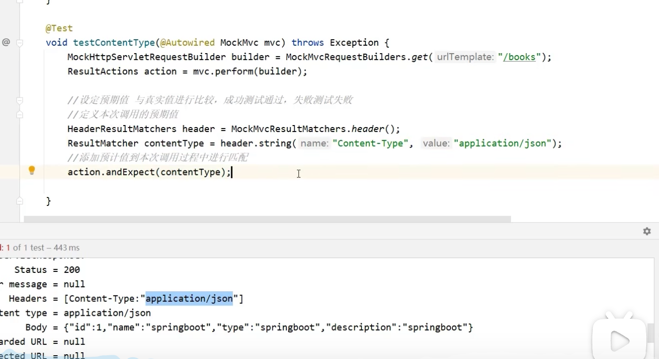 }
@Test
@
void testContentType(@Autowired MockMvc mvc) throws Exception {
MockHttpServletRequestBuilder builder = MockMvcRequestBuilders.get( urlTemplate: "/books");
ResultActions action = mvc.perform(builder);
//设定预期值 与真实值进行比较，成功测试通过，失败测试失败
//定义本次调用的预期值
HeaderResultMatchers header = MockMvcResultMatchers.header();
ResultMatcher contentType = header.string( name: "Content-Type", value: "application/json");
//添加预计值到本次调用过程中进行匹配
action.andExpect(contentType);
}
1 of 1 test – 443 ms
Status = 200
message = null
Headers = [Content-Type:"application/json"]
tent type = application/json
Body = {"id":1,"name":"springboot","type":"springboot","description":"springboot"}
arded URL = null
ected URL = null